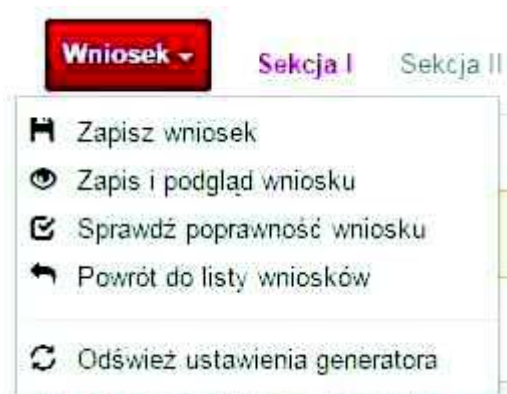 Wniosek
Sekcja I
Sekcja II
Zapisz wniosek
Zapis i podgląd wniosku
Sprawdź poprawność wniosku
Powrót do listy wniosków
Odśwież ustawienia generatora